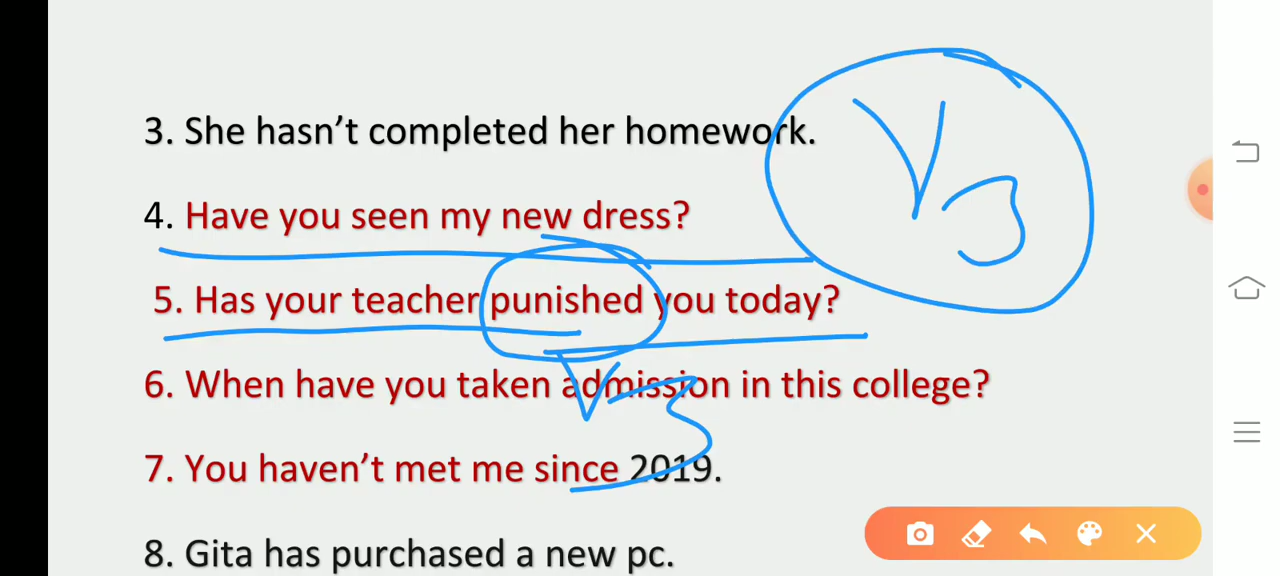 3. She hasn't completed her homework.
V3
4. Have you seen my new dress?
5. Has your teacher punished you today?
V3
6. When have you taken admission in this college?
7. You haven't met me since 2019.
8. Gita has purchased a new pc.